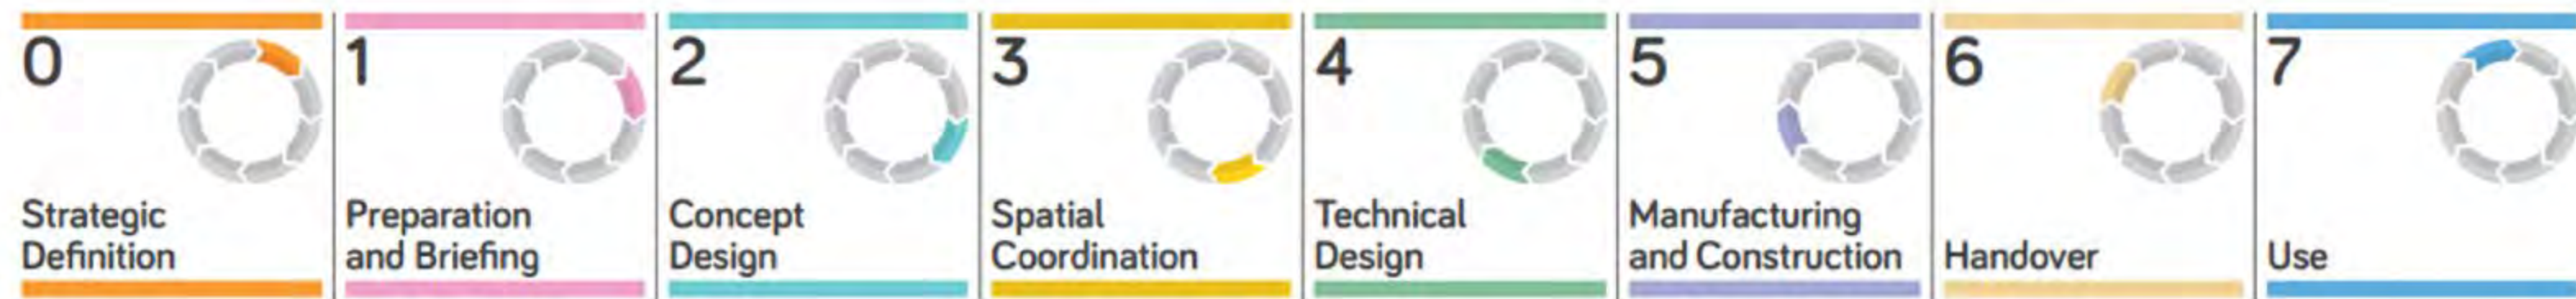 0
Strategic
Definition
1
Preparation
and Briefing
2
Concept
Design
3
Spatial
Coordination
4
Technical
Design
5
Manufacturing
and Construction
6
Handover
7
Use